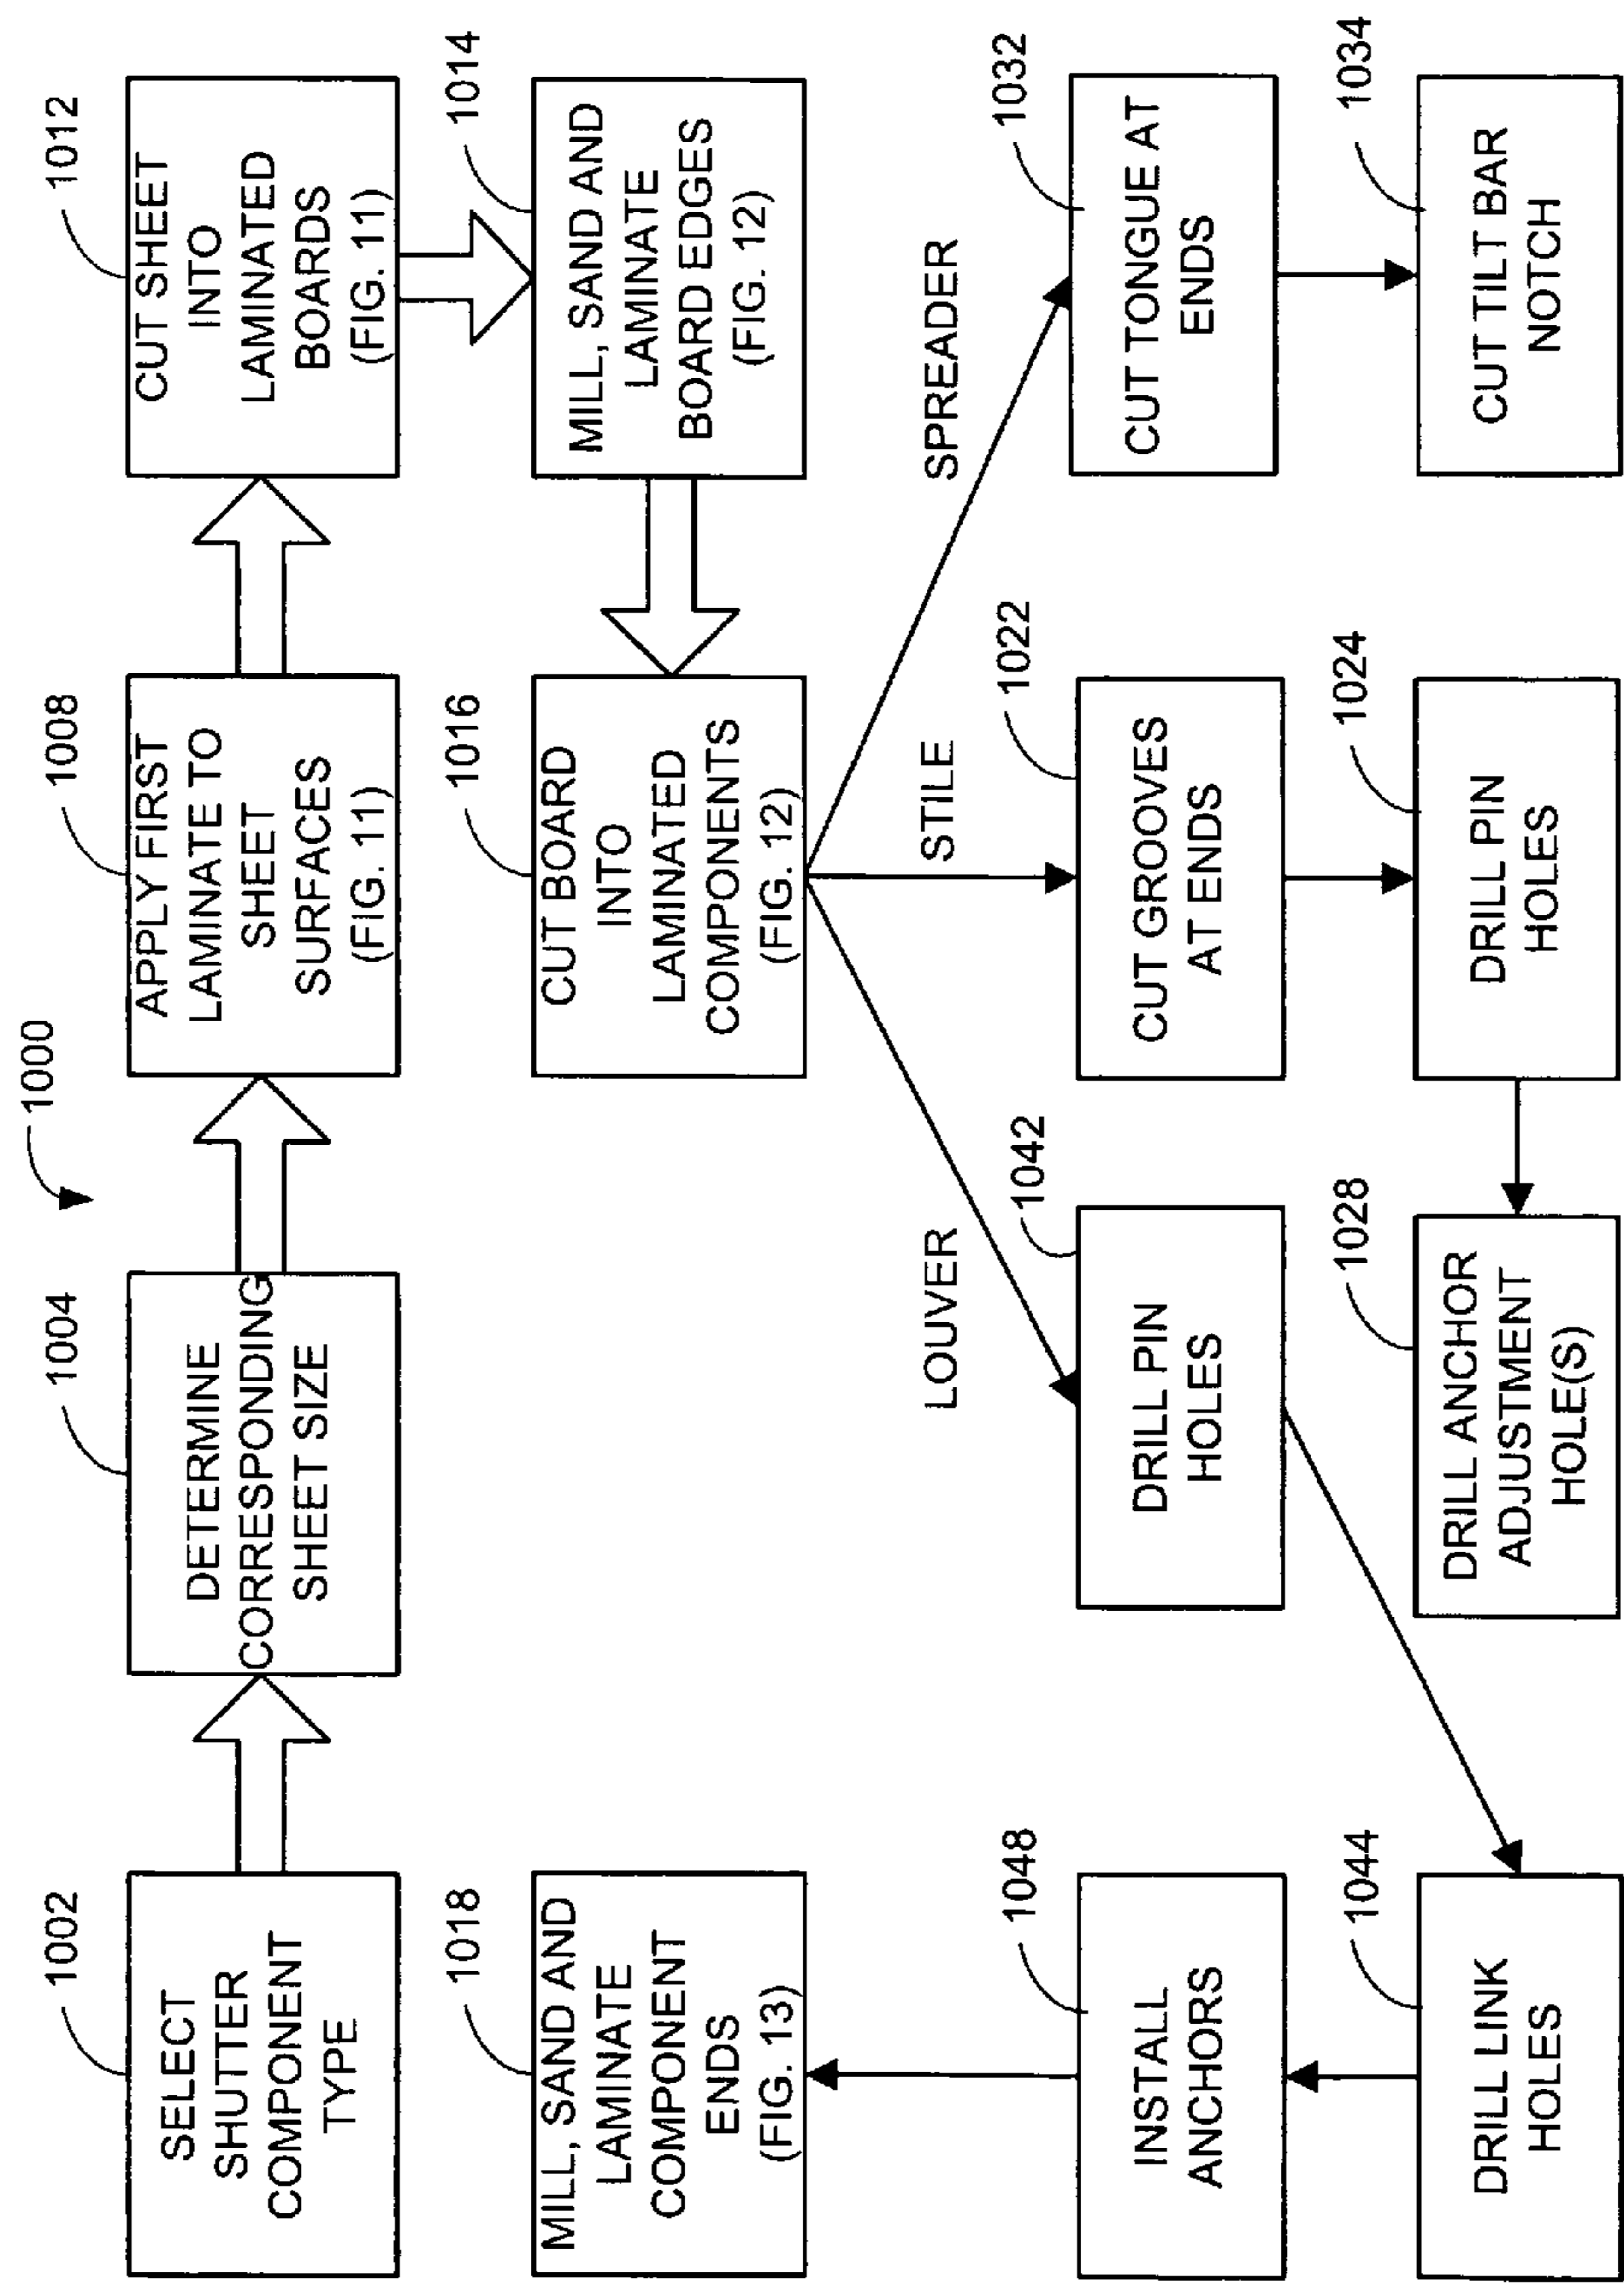 1000
1002
SELECT
SHUTTER
COMPONENT
TYPE
1004
DETERMINE
CORRESPONDING
SHEET SIZE
1008
APPLY FIRST
LAMINATE TO
SHEET
SURFACES
(FIG. 11)
1012
CUT SHEET
INTO
LAMINATED
BOARDS
(FIG. 11)
1014
MILL, SAND AND
LAMINATE
BOARD EDGES
(FIG. 12)
1016
CUT BOARD
INTO
LAMINATED
COMPONENTS
(FIG. 12)
1018
MILL, SAND AND
LAMINATE
COMPONENT
ENDS
(FIG. 13)
LOUVER
STILE
SPREADER
1048
INSTALL
ANCHORS
1042
DRILL PIN
HOLES
1022
CUT GROOVES
AT ENDS
1032
CUT TONGUE AT
ENDS
1044
DRILL LINK
HOLES
1028
DRILL ANCHOR
ADJUSTMENT
HOLE(S)
1024
DRILL PIN
HOLES
1034
CUT TILT BAR
NOTCH